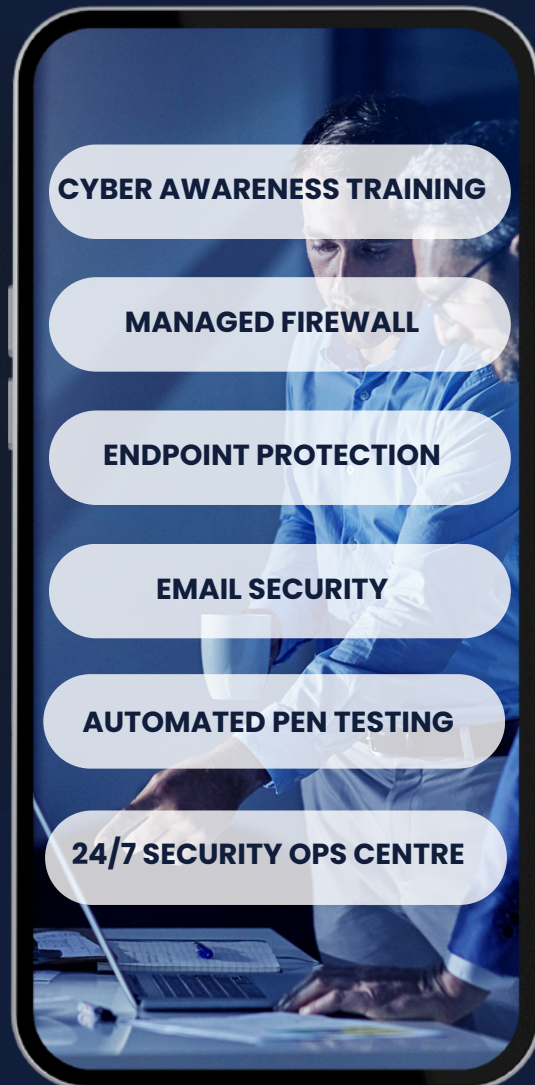 CYBER AWARENESS TRAINING
MANAGED FIREWALL
ENDPOINT PROTECTION
EMAIL SECURITY
AUTOMATED PEN TESTING
24/7 SECURITY OPS CENTRE